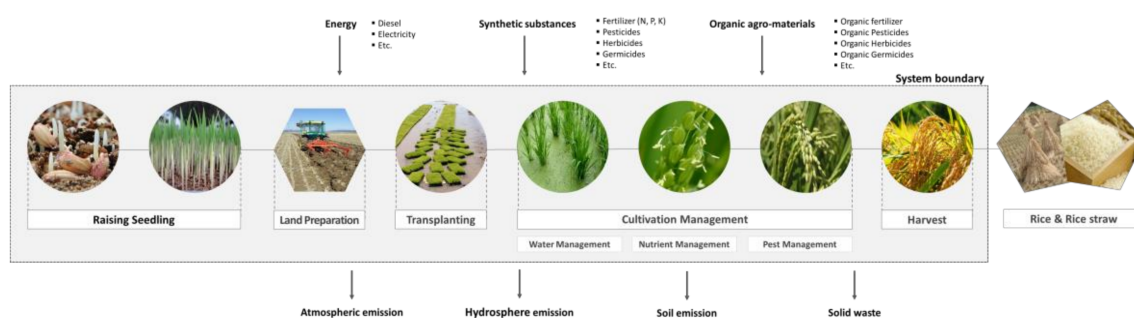 Energy
▪ Diesel
▪ Electricity
▪ Etc.
Synthetic substances
▪ Fertilizer (N, P, K)
▪ Pesticides
▪ Herbicides
▪ Germicides
▪ Etc.
Organic agro-materials
▪ Organic fertilizer
▪ Organic Pesticides
▪ Organic Herbicides
▪ Organic Germicides
▪ Etc.
System boundary
Raising Seedling
Land Preparation
Transplanting
Cultivation Management
Harvest
Rice & Rice straw
Water Management
Nutrient Management
Pest Management
Atmospheric emission
Hydrosphere emission
Soil emission
Solid waste